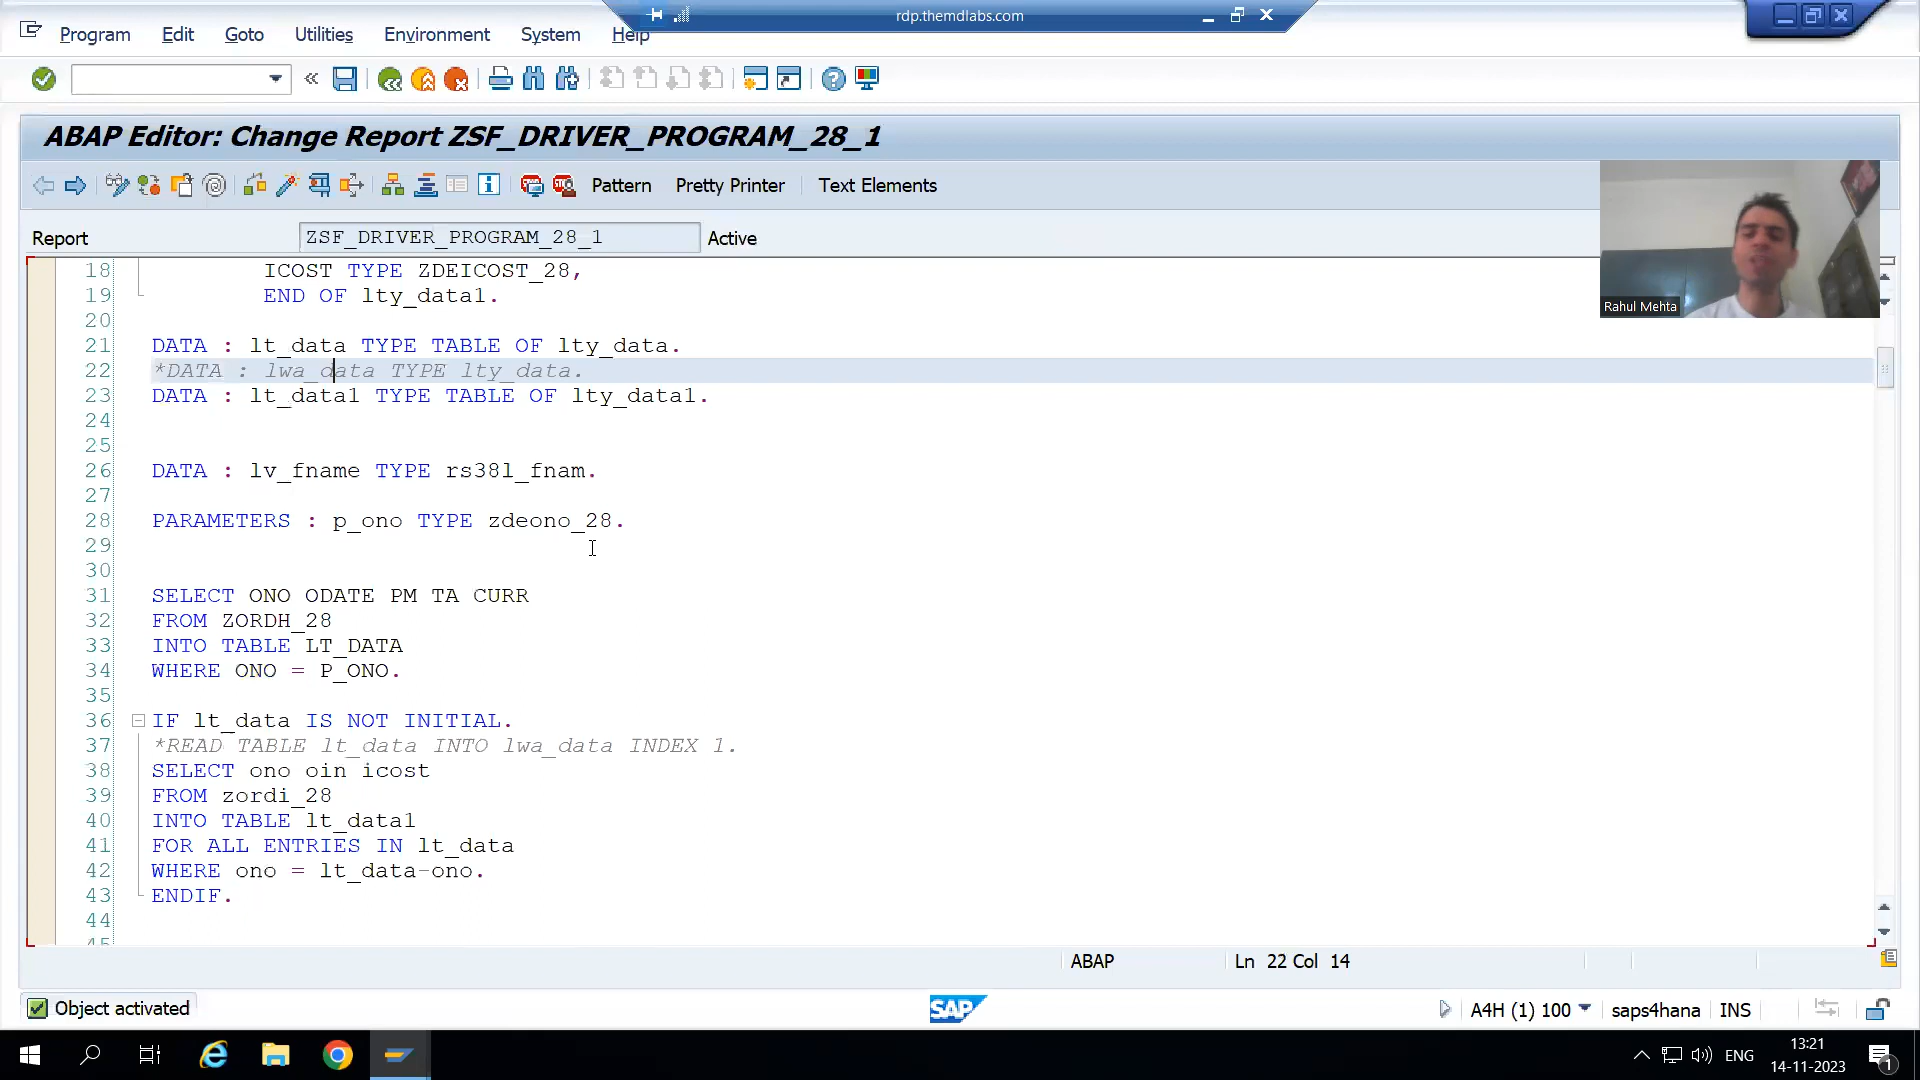 rdp.themdlabs.com
Program Edit Goto Utilities Environment System Help
ABAP Editor: Change Report ZSF_DRIVER_PROGRAM_28_1
Pattern Pretty Printer Text Elements
Report ZSF_DRIVER_PROGRAM_28_1 Active
Rahul Mehta
18 ICOST TYPE ZDEICOST_28,
19 END OF lty_data1.
20
21 DATA : lt_data TYPE TABLE OF lty_data.
22 *DATA : lwa_data TYPE lty_data.
23 DATA : lt_data1 TYPE TABLE OF lty_data1.
24
25
26 DATA : lv_fname TYPE rs38l_fnam.
27
28 PARAMETERS : p_ono TYPE zdeono_28.
29
30
31 SELECT ONO ODATE PM TA CURR
32 FROM ZORDH_28
33 INTO TABLE LT_DATA
34 WHERE ONO = P_ONO.
35
36 IF lt_data IS NOT INITIAL.
37 *READ TABLE lt_data INTO lwa_data INDEX 1.
38 SELECT ono oin icost
39 FROM zordi_28
40 INTO TABLE lt_data1
41 FOR ALL ENTRIES IN lt_data
42 WHERE ono = lt_data-ono.
43 ENDIF.
44
45
ABAP Ln 22 Col 14
Object activated SAP A4H (1) 100 saps4hana INS
ENG 13:21
14-11-2023 1